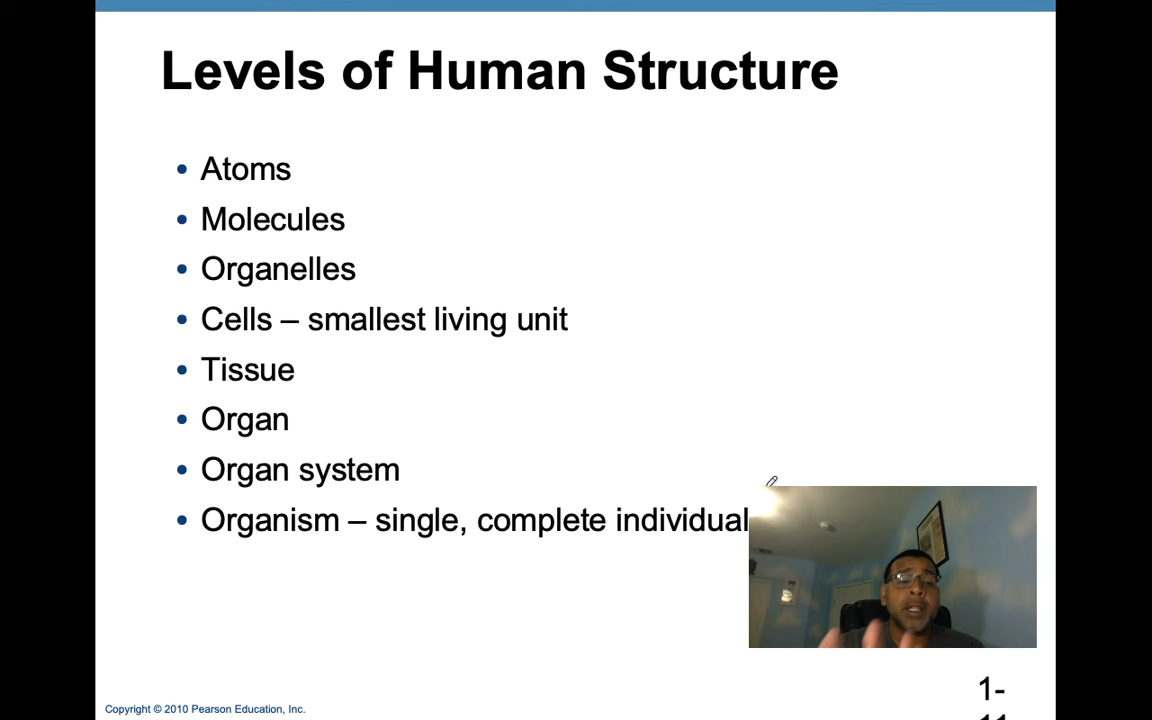 Levels of Human Structure
• Atoms
• Molecules
• Organelles
• Cells – smallest living unit
• Tissue
• Organ
• Organ system
• Organism – single, complete individual
Copyright © 2010 Pearson Education, Inc.
1-